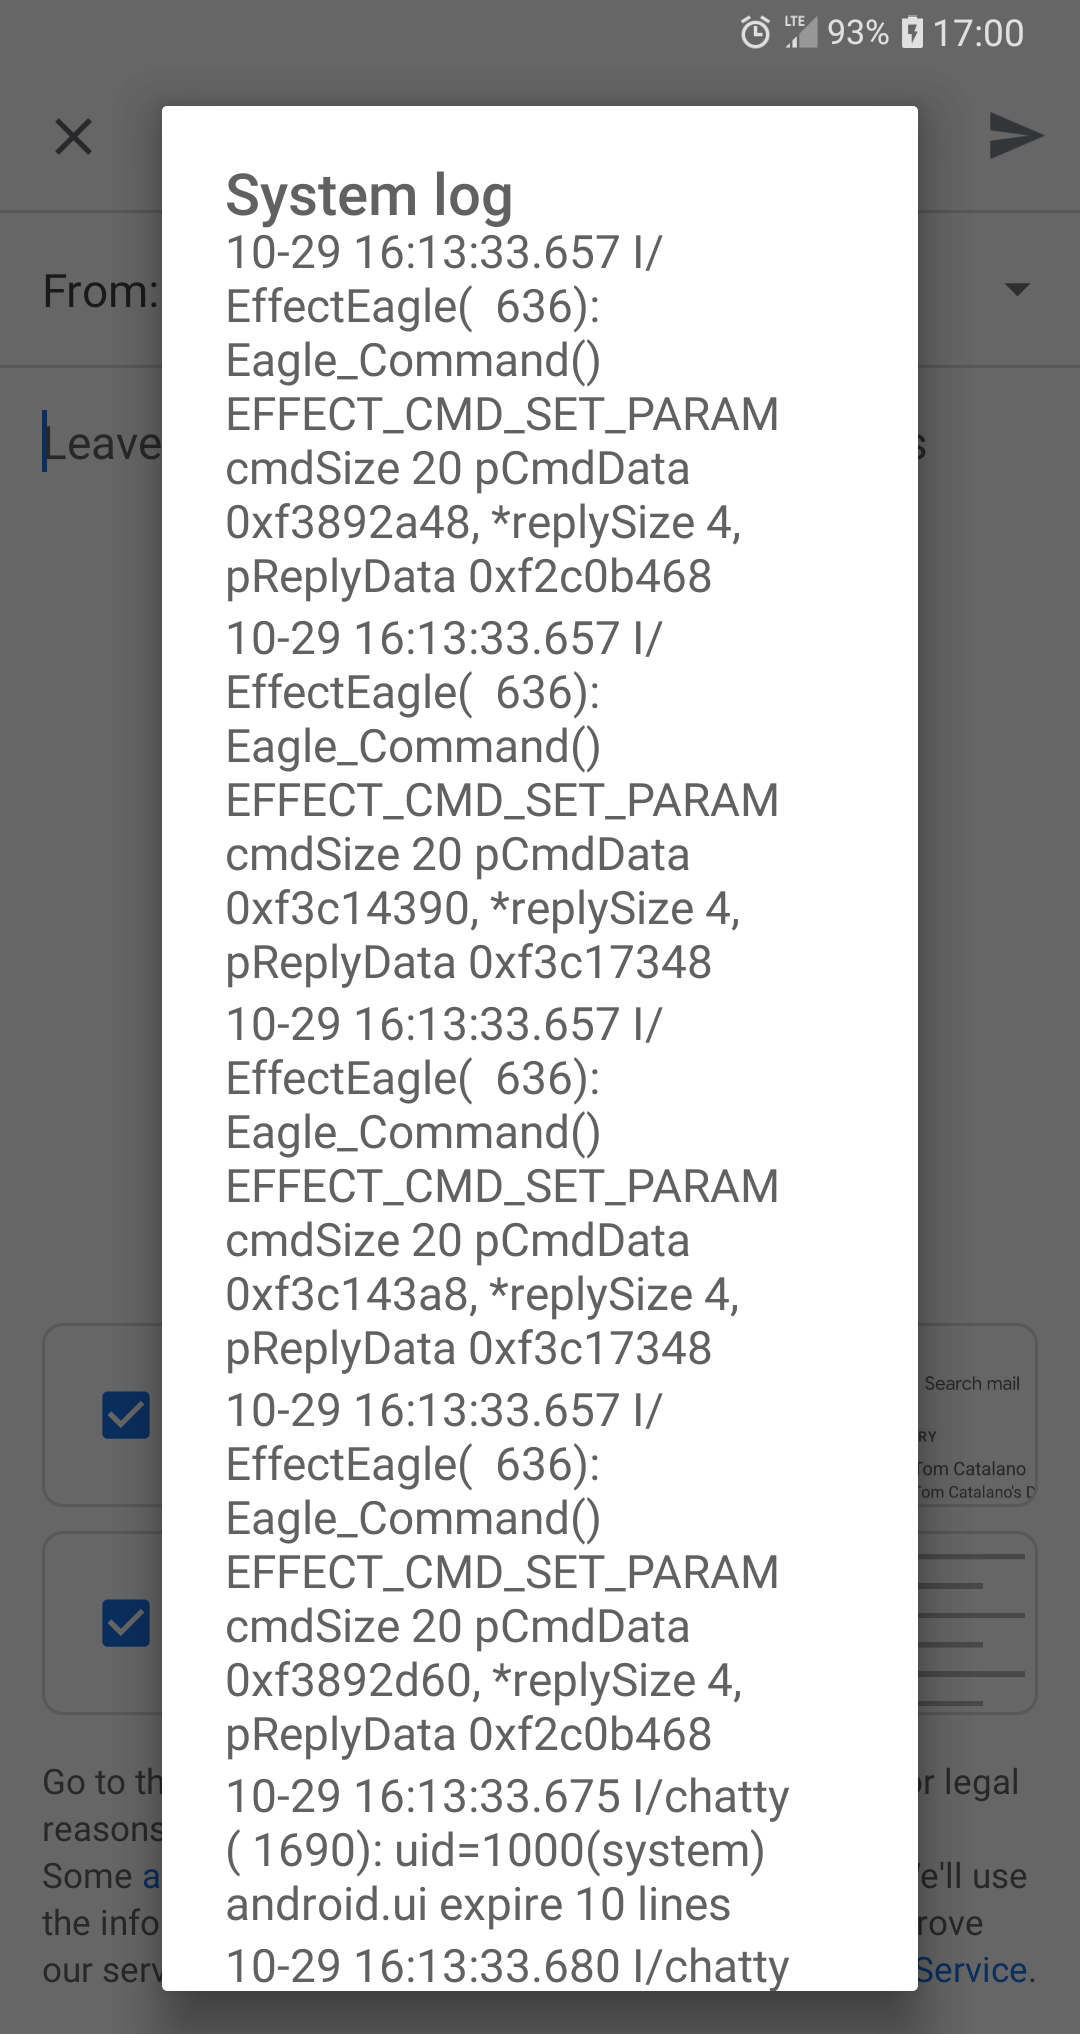 LTE 93% 17:00
System log
From:
Leave
10-29 16:13:33.657 I/
EffectEagle(  636):
Eagle_Command()
EFFECT_CMD_SET_PARAM
cmdSize 20 pCmdData
0xf3892a48, *replySize 4,
pReplyData 0xf2c0b468
10-29 16:13:33.657 I/
EffectEagle(  636):
Eagle_Command()
EFFECT_CMD_SET_PARAM
cmdSize 20 pCmdData
0xf3c14390, *replySize 4,
pReplyData 0xf3c17348
10-29 16:13:33.657 I/
EffectEagle(  636):
Eagle_Command()
EFFECT_CMD_SET_PARAM
cmdSize 20 pCmdData
0xf3c143a8, *replySize 4,
pReplyData 0xf3c17348
10-29 16:13:33.657 I/
EffectEagle(  636):
Eagle_Command()
EFFECT_CMD_SET_PARAM
cmdSize 20 pCmdData
0xf3892d60, *replySize 4,
pReplyData 0xf2c0b468
10-29 16:13:33.675 I/chatty
( 1690): uid=1000(system)
android.ui expire 10 lines
10-29 16:13:33.680 I/chatty
Search mail
RY
Tom Catalano
Tom Catalano's D
Go to th
or legal
reasons
Some a
e'll use
the info
rove
our serv
Service.